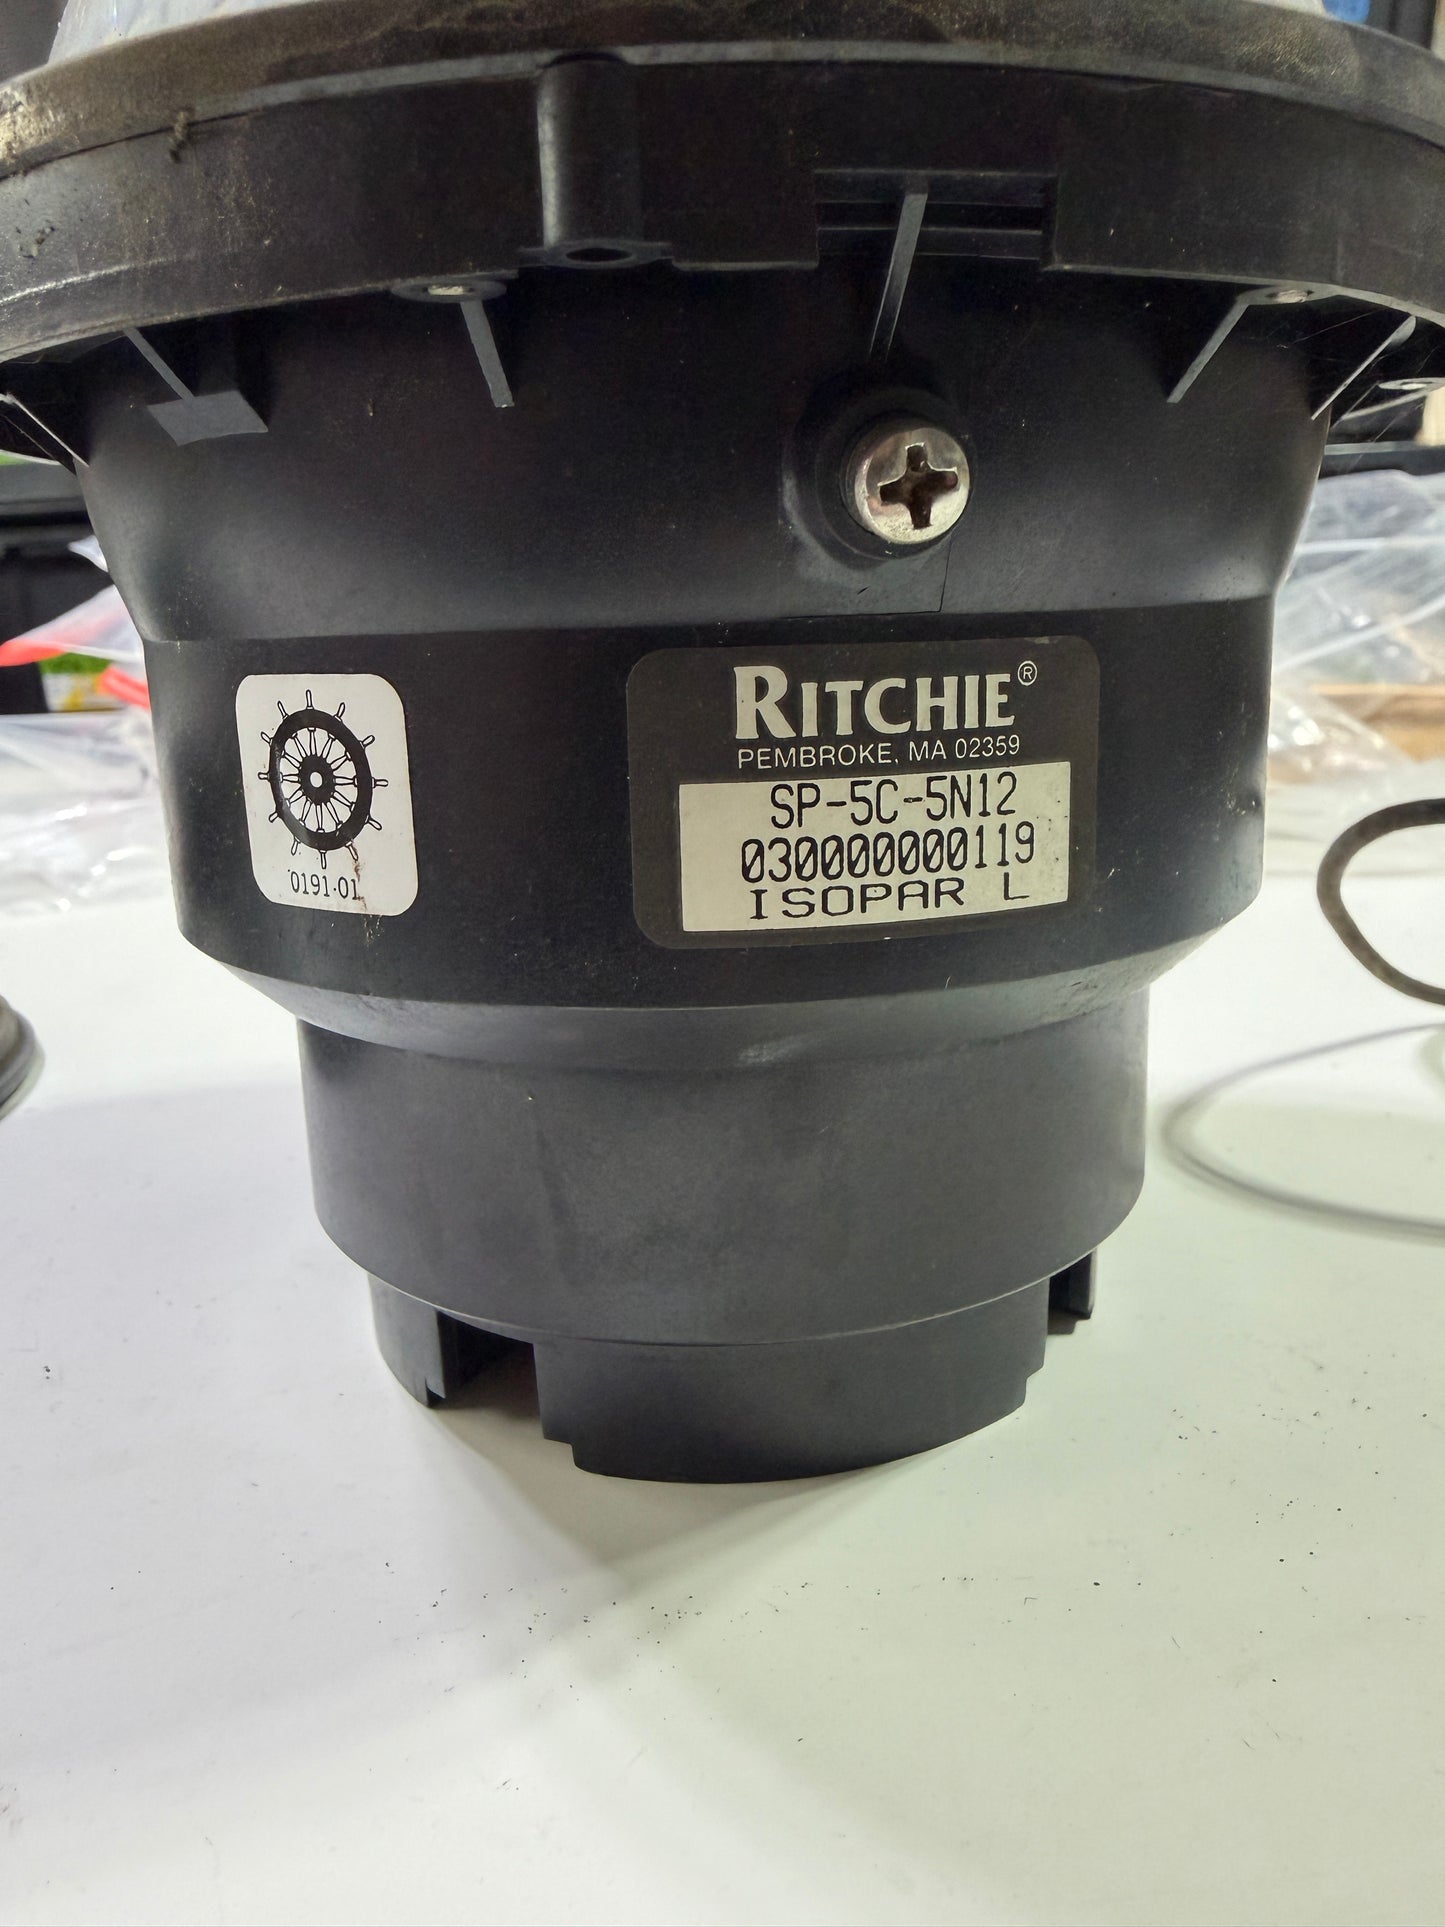 RITCHIE®
PEMBROKE, MA 02359
SP-5C-5N12
030000000119
ISOPAR L
0191-01